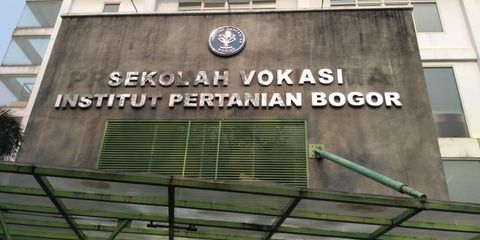 SEKOLAH VOKASI
INSTITUT PERTANIAN BOGOR